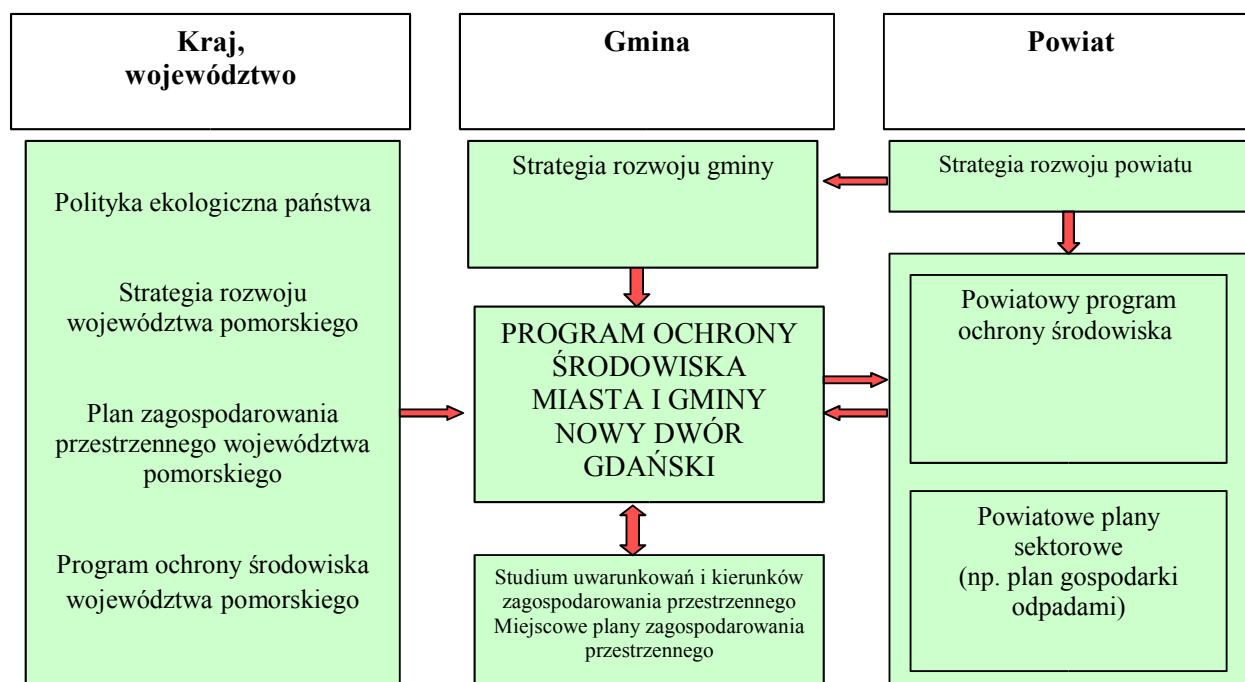 Kraj,
województwo
Gmina
Powiat
Polityka ekologiczna państwa
Strategia rozwoju
województwa pomorskiego
Plan zagospodarowania
przestrzennego województwa
pomorskiego
Program ochrony środowiska
województwa pomorskiego
Strategia rozwoju gminy
PROGRAM OCHRONY
ŚRODOWISKA
MIASTA I GMINY
NOWY DWÓR
GDAŃSKI
Studium uwarunkowań i kierunków
zagospodarowania przestrzennego
Miejscowe plany zagospodarowania
przestrzennego
Strategia rozwoju powiatu
Powiatowy program
ochrony środowiska
Powiatowe plany
sektorowe
(np. plan gospodarki
odpadami)